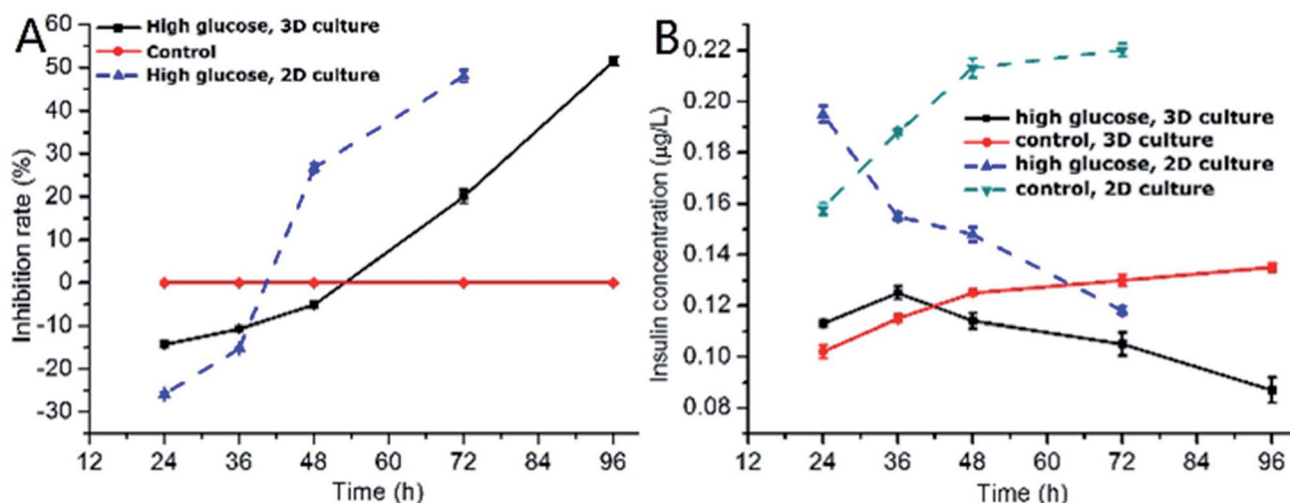 A
High glucose, 3D culture
Control
High glucose, 2D culture
Inhibition rate (%)
60
50
40
30
20
10
0
-10
-20
-30
12 24 36 48 60 72 84 96
Time (h)
B
high glucose, 3D culture
control, 3D culture
high glucose, 2D culture
control, 2D culture
Insulin concentration (μg/L)
0.22
0.20
0.18
0.16
0.14
0.12
0.10
0.08
12 24 36 48 60 72 84 96
Time (h)